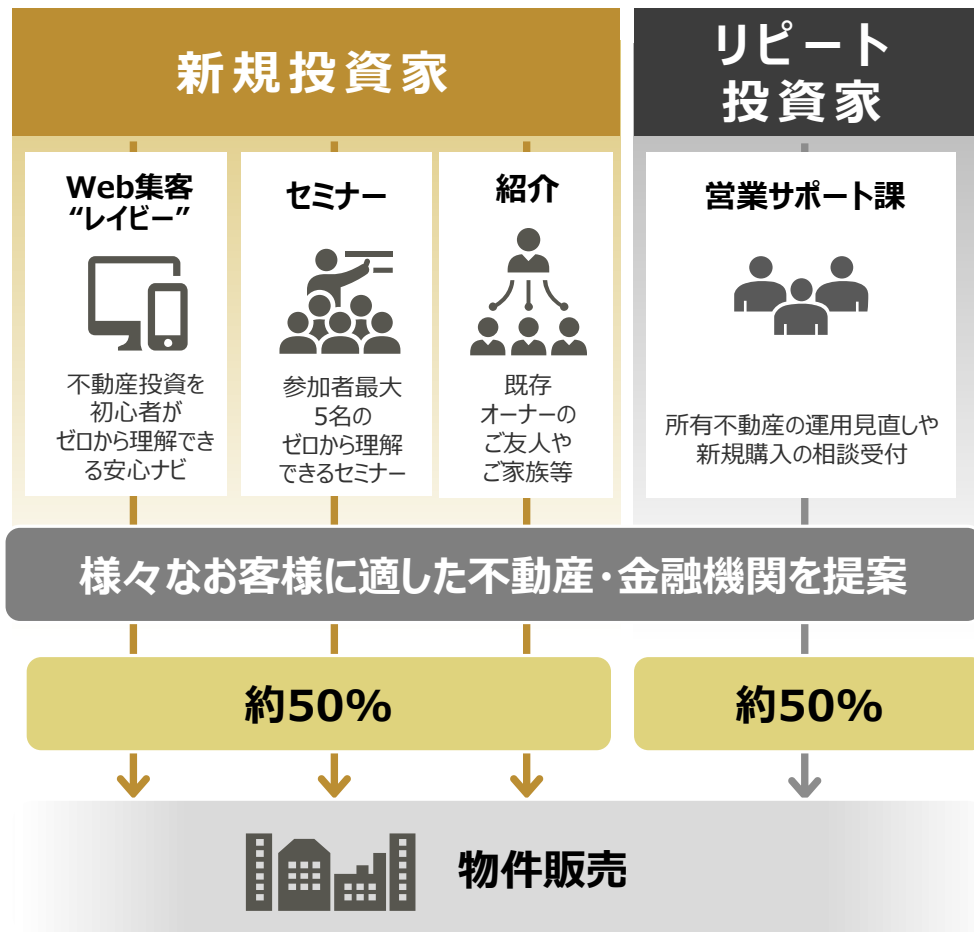 新規投資家
リピート
投資家
Web集客
“レイビー”
不動産投資を
初心者が
ゼロから理解でき
る安心ナビ
セミナー
参加者最大
5名の
ゼロから理解
できるセミナー
紹介
既存
オーナーの
ご友人や
ご家族等
営業サポート課
所有不動産の運用見直しや
新規購入の相談受付
様々なお客様に適した不動産・金融機関を提案
約50%
約50%
物件販売